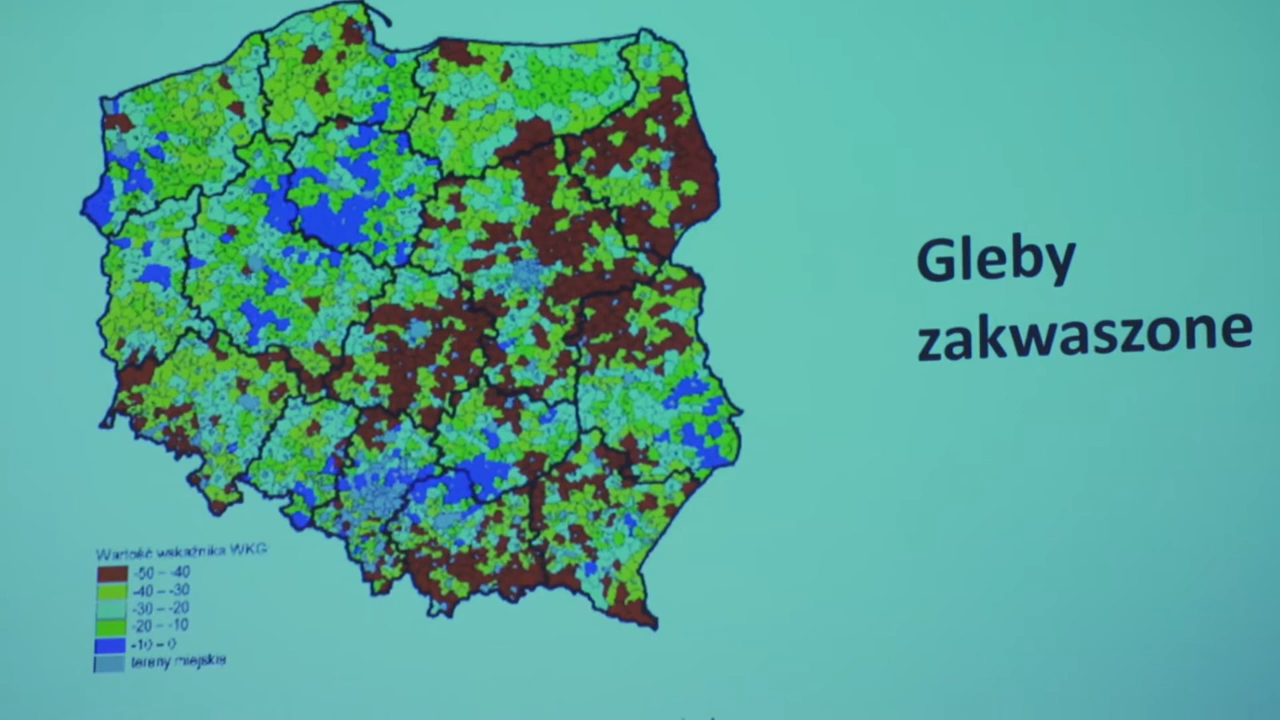 Gleby
zakwaszone
Wartość wskaźnika WKG
-50 – -40
-40 – -30
-30 – -20
-20 – -10
-10 – 0
tereny miejskie